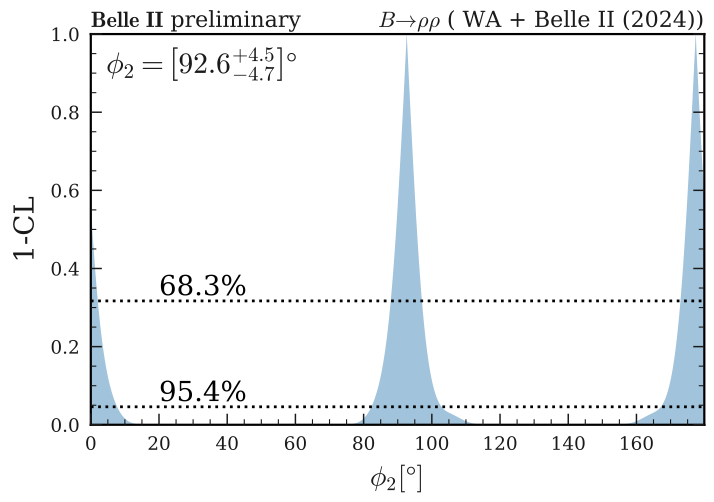 Belle II preliminary
B→ρρ ( WA + Belle II (2024))
ϕ₂ = [92.6 +4.5 −4.7]°
1-CL
1.0
0.8
0.6
0.4
0.2
0.0
68.3%
95.4%
0 20 40 60 80 100 120 140 160
ϕ₂[°]